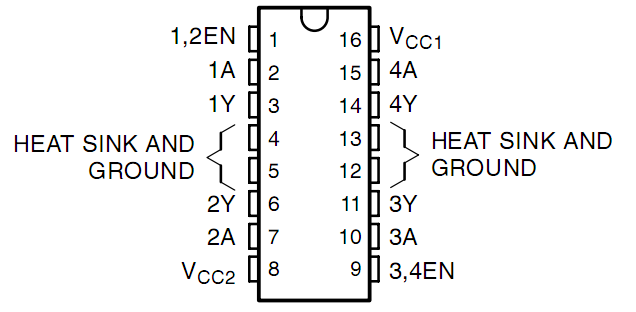 1,2EN 1 16 VCC1
1A 2 15 4A
1Y 3 14 4Y
HEAT SINK AND 4 13 HEAT SINK AND
GROUND 5 12 GROUND
2Y 6 11 3Y
2A 7 10 3A
VCC2 8 9 3,4EN